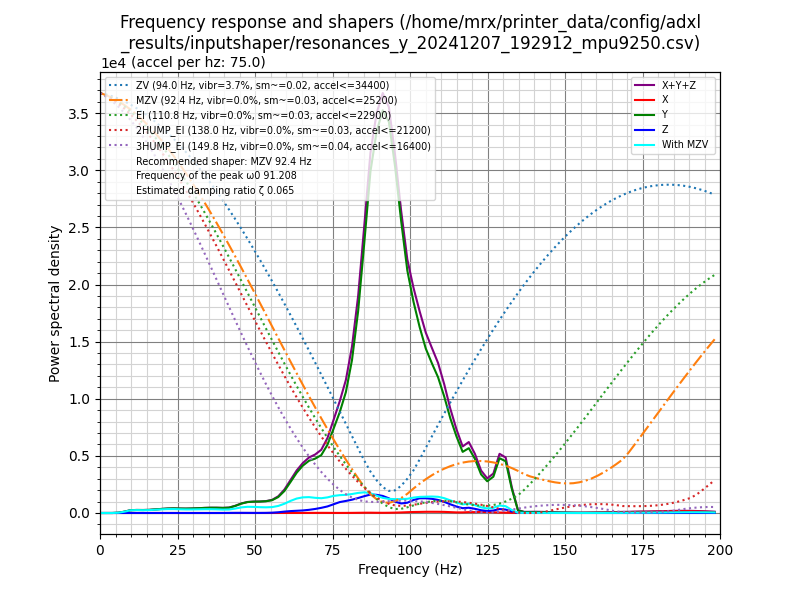 Frequency response and shapers (/home/mrx/printer_data/config/adxl
_results/inputshaper/resonances_y_20241207_192912_mpu9250.csv)
1e4 (accel per hz: 75.0)
ZV (94.0 Hz, vibr=3.7%, sm~=0.02, accel<=34400)
MZV (92.4 Hz, vibr=0.0%, sm~=0.03, accel<=25200)
EI (110.8 Hz, vibr=0.0%, sm~=0.03, accel<=22900)
2HUMP_EI (138.0 Hz, vibr=0.0%, sm~=0.03, accel<=21200)
3HUMP_EI (149.8 Hz, vibr=0.0%, sm~=0.04, accel<=16400)
Recommended shaper: MZV 92.4 Hz
Frequency of the peak ω0 91.208
Estimated damping ratio ζ 0.065
X+Y+Z
X
Y
Z
With MZV
3.5
3.0
2.5
2.0
1.5
1.0
0.5
0.0
Power spectral density
0 25 50 75 100 125 150 175 200
Frequency (Hz)